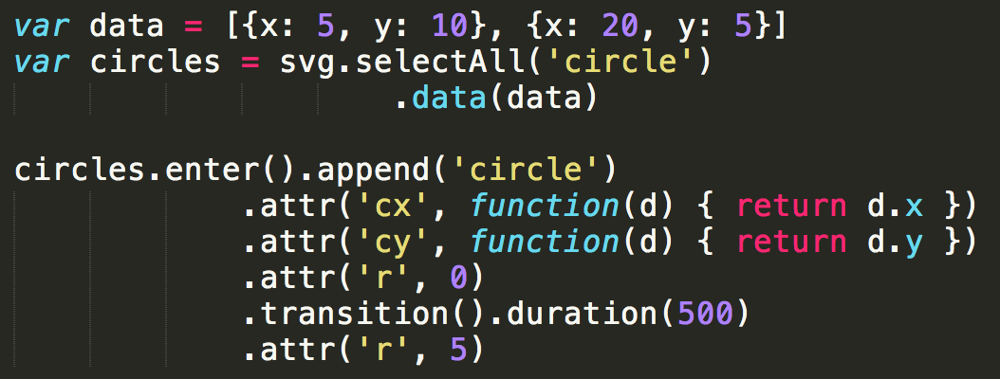 var data = [{x: 5, y: 10}, {x: 20, y: 5}]
var circles = svg.selectAll('circle')
                    .data(data)

circles.enter().append('circle')
            .attr('cx', function(d) { return d.x })
            .attr('cy', function(d) { return d.y })
            .attr('r', 0)
            .transition().duration(500)
            .attr('r', 5)